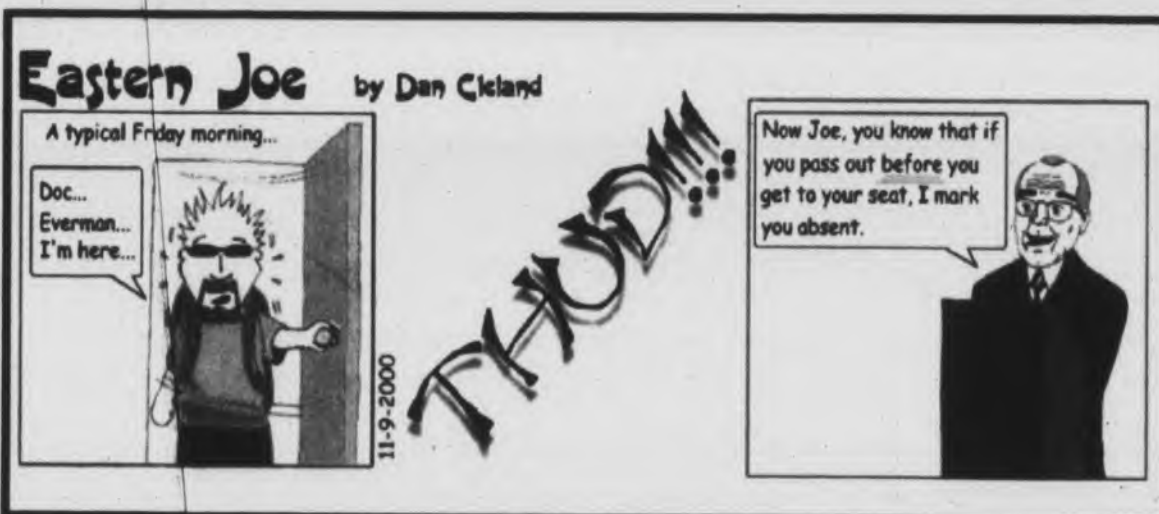 Eastern Joe by Dan Cleland
A typical Friday morning...
Doc...
Everman...
I'm here...
11-9-2000
THUD!!!
Now Joe, you know that if
you pass out before you
get to your seat, I mark
you absent.